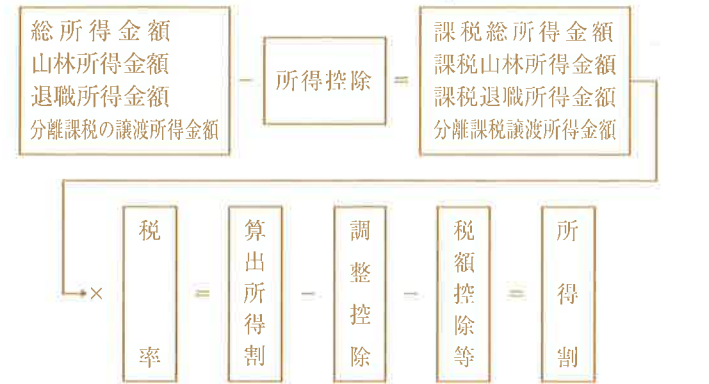 総所得金額
山林所得金額
退職所得金額
分離課税の譲渡所得金額
－
所得控除
＝
課税総所得金額
課税山林所得金額
課税退職所得金額
分離課税譲渡所得金額
×
税率
＝
算出所得割
－
調整控除
－
税額控除等
＝
所得割